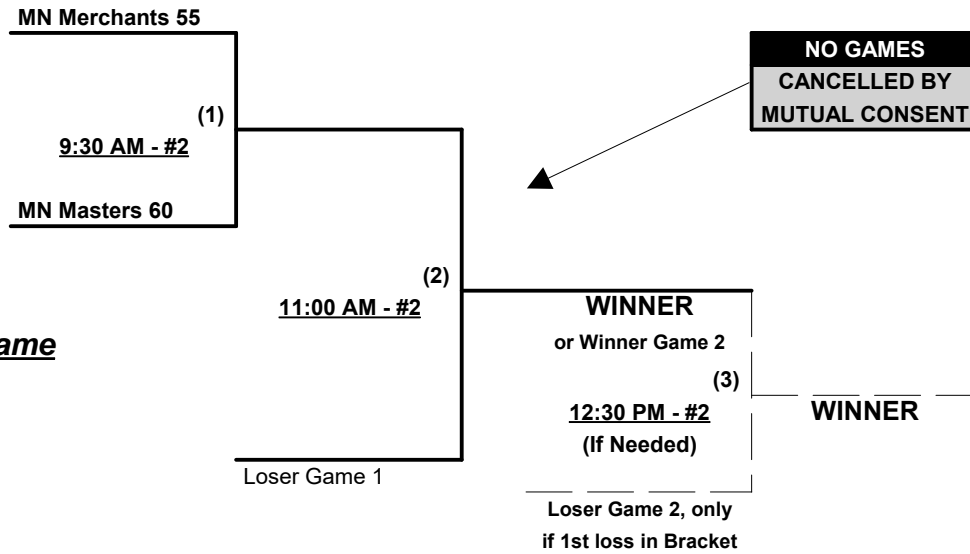 MN Merchants 55
NO GAMES
CANCELLED BY
MUTUAL CONSENT
(1)
9:30 AM - #2
MN Masters 60
(2)
11:00 AM - #2
WINNER
or Winner Game 2
ame
(3)
12:30 PM - #2
WINNER
(If Needed)
Loser Game 1
Loser Game 2, only
if 1st loss in Bracket